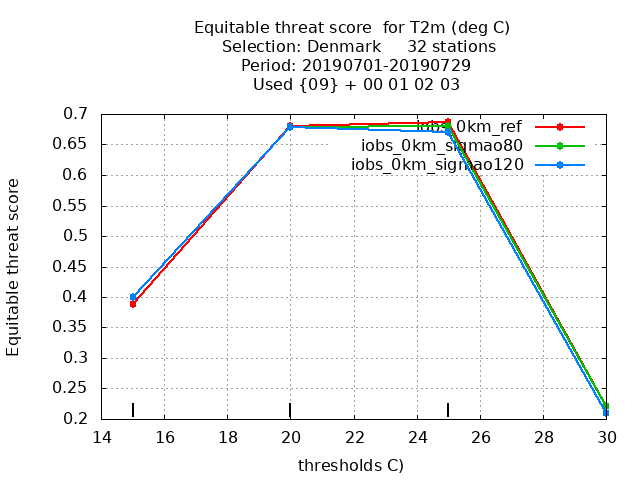 Equitable threat score  for T2m (deg C)
Selection: Denmark     32 stations
Period: 20190701-20190729
Used {09} + 00 01 02 03
Equitable threat score
0.7
0.65
0.6
0.55
0.5
0.45
0.4
0.35
0.3
0.25
0.2
iobs_0km_ref
iobs_0km_sigmao80
iobs_0km_sigmao120
14 16 18 20 22 24 26 28 30
thresholds C)